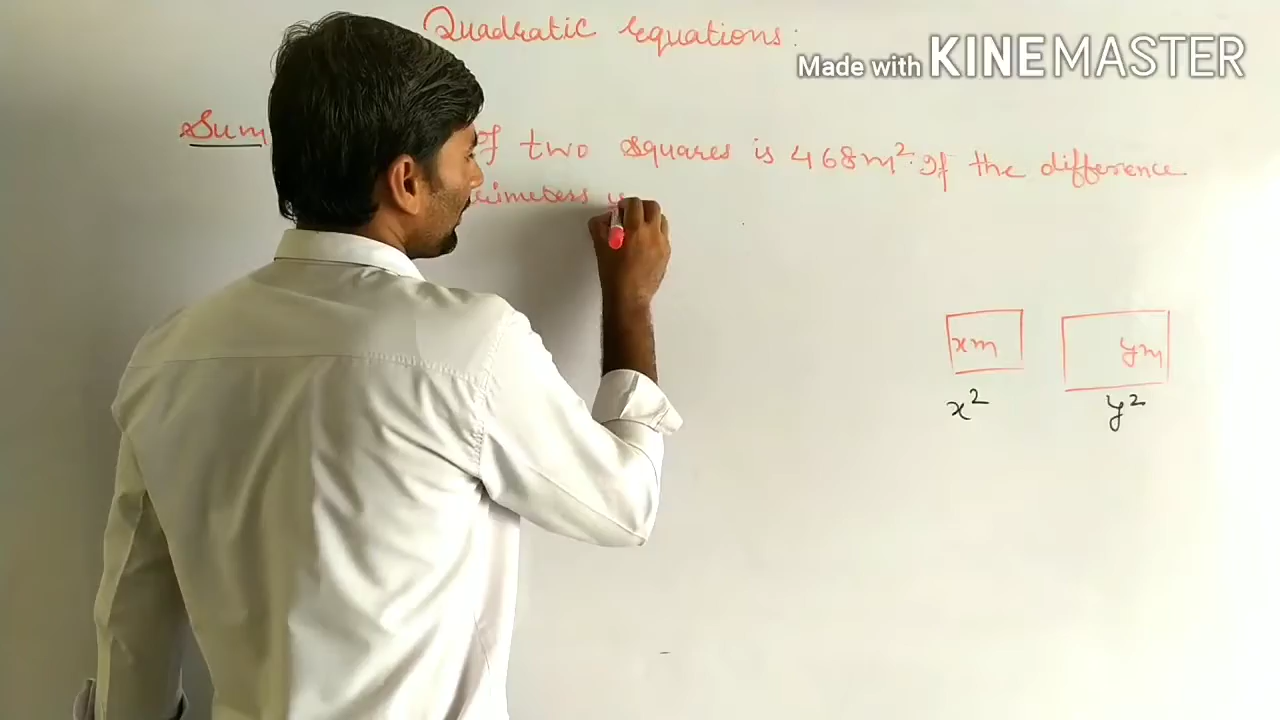 Quadratic Equations:
Made with KINEMASTER
Sum of two squares is 468m². If the difference
xm ym
x² y²